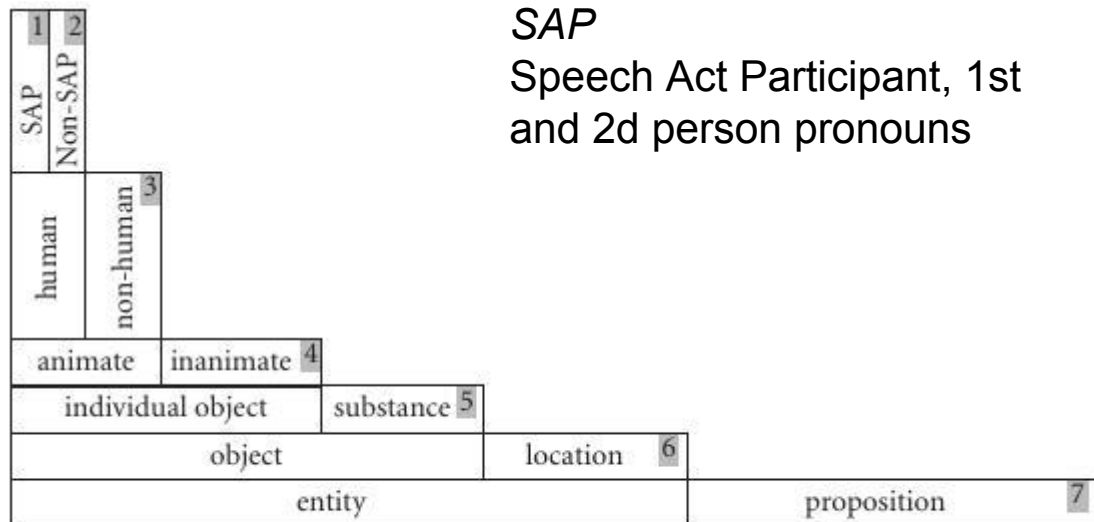 SAP
Speech Act Participant, 1st
and 2d person pronouns
1 2
SAP
Non-SAP
human
non-human 3
animate inanimate 4
individual object substance 5
object location 6
entity proposition 7